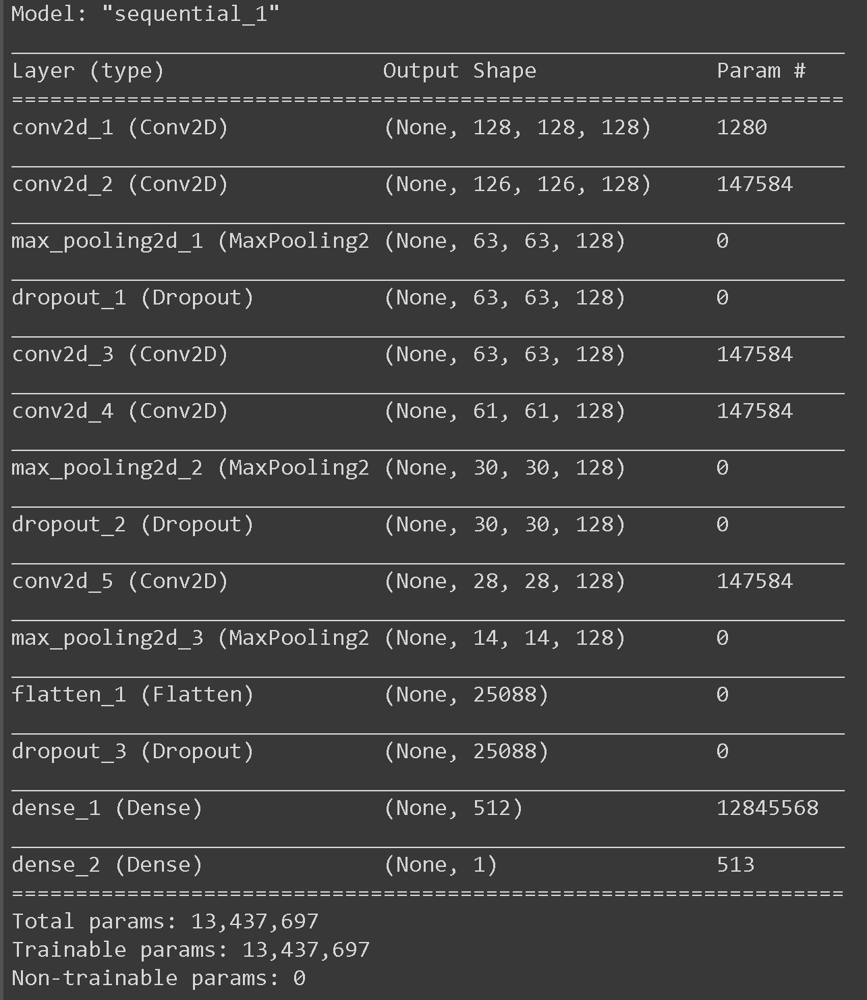 Model: "sequential_1"
_________________________________________________________________
Layer (type)                 Output Shape              Param #
=================================================================
conv2d_1 (Conv2D)            (None, 128, 128, 128)     1280
_________________________________________________________________
conv2d_2 (Conv2D)            (None, 126, 126, 128)     147584
_________________________________________________________________
max_pooling2d_1 (MaxPooling2 (None, 63, 63, 128)       0
_________________________________________________________________
dropout_1 (Dropout)          (None, 63, 63, 128)       0
_________________________________________________________________
conv2d_3 (Conv2D)            (None, 63, 63, 128)       147584
_________________________________________________________________
conv2d_4 (Conv2D)            (None, 61, 61, 128)       147584
_________________________________________________________________
max_pooling2d_2 (MaxPooling2 (None, 30, 30, 128)       0
_________________________________________________________________
dropout_2 (Dropout)          (None, 30, 30, 128)       0
_________________________________________________________________
conv2d_5 (Conv2D)            (None, 28, 28, 128)       147584
_________________________________________________________________
max_pooling2d_3 (MaxPooling2 (None, 14, 14, 128)       0
_________________________________________________________________
flatten_1 (Flatten)          (None, 25088)             0
_________________________________________________________________
dropout_3 (Dropout)          (None, 25088)             0
_________________________________________________________________
dense_1 (Dense)              (None, 512)               12845568
_________________________________________________________________
dense_2 (Dense)              (None, 1)                 513
=================================================================
Total params: 13,437,697
Trainable params: 13,437,697
Non-trainable params: 0